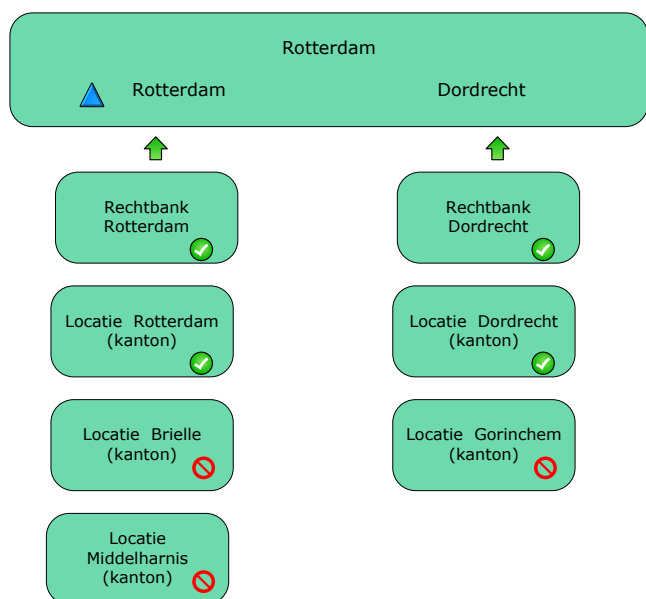 Rotterdam
Rotterdam
Dordrecht
Rechtbank
Rotterdam
Rechtbank
Dordrecht
Locatie Rotterdam
(kanton)
Locatie Dordrecht
(kanton)
Locatie Brielle
(kanton)
Locatie Gorinchem
(kanton)
Locatie
Middelharnis
(kanton)